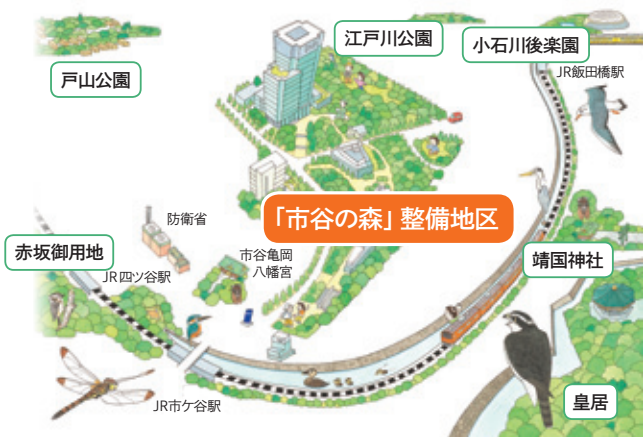 戸山公園
江戸川公園
小石川後楽園
JR飯田橋駅
「市谷の森」整備地区
防衛省
赤坂御用地
JR四ツ谷駅
市谷亀岡
八幡宮
靖国神社
皇居
JR市ケ谷駅